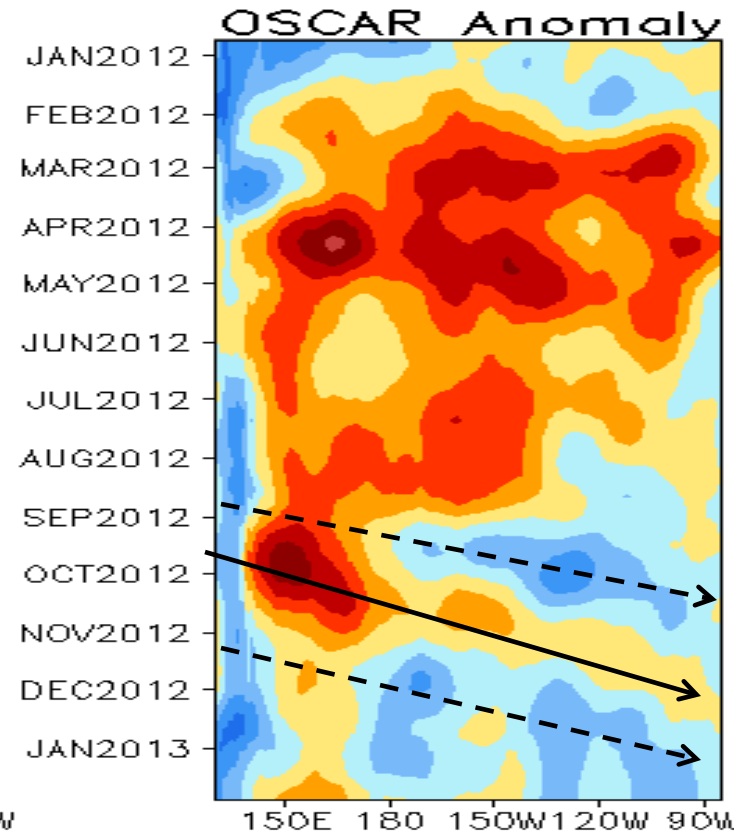 OSCAR Anomaly
JAN2012
FEB2012
MAR2012
APR2012
MAY2012
JUN2012
JUL2012
AUG2012
SEP2012
OCT2012
NOV2012
DEC2012
JAN2013
W 150E 180 150W 120W 90W